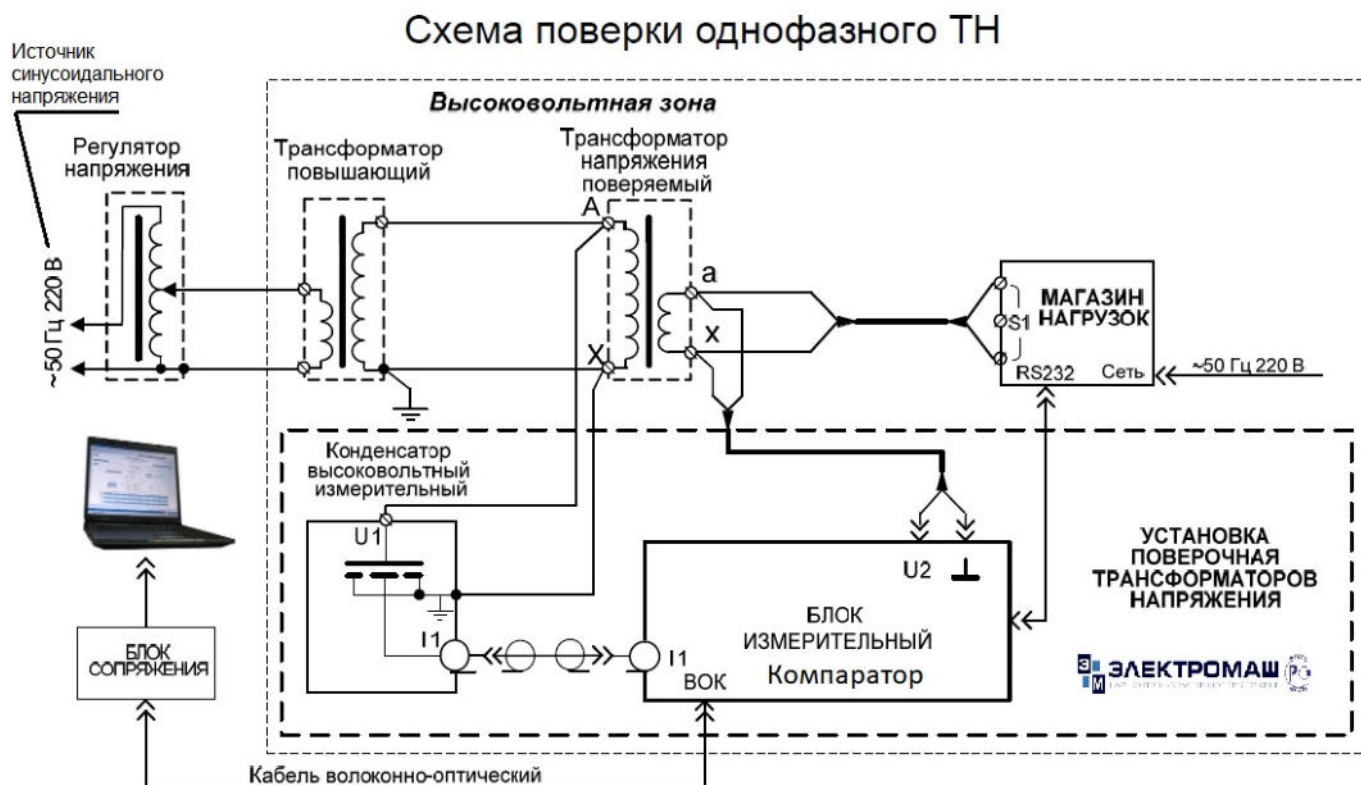 Схема поверки однофазного ТН
Источник
синусоидального
напряжения
Высоковольтная зона
Регулятор
напряжения
Трансформатор
повышающий
Трансформатор
напряжения
поверяемый
A
a
X
X
~50 Гц 220 В
МАГАЗИН
НАГРУЗОК
S1
RS232 Сеть
~50 Гц 220 В
Конденсатор
высоковольтный
измерительный
U1
I1
I1
U2
БЛОК
ИЗМЕРИТЕЛЬНЫЙ
Компаратор
ВОК
УСТАНОВКА
ПОВЕРОЧНАЯ
ТРАНСФОРМАТОРОВ
НАПРЯЖЕНИЯ
ЭМ ЭЛЕКТРОМАШ
БЛОК
СОПРЯЖЕНИЯ
Кабель волоконно-оптический